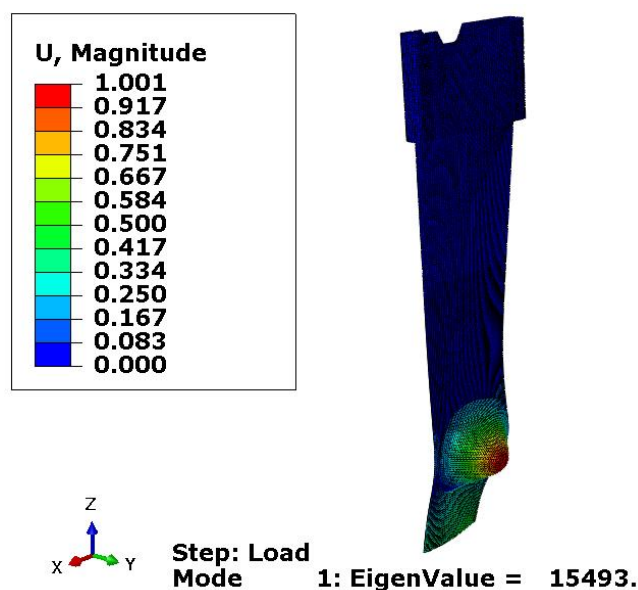 U, Magnitude
1.001
0.917
0.834
0.751
0.667
0.584
0.500
0.417
0.334
0.250
0.167
0.083
0.000
Z
X Y
Step: Load
Mode 1: EigenValue = 15493.